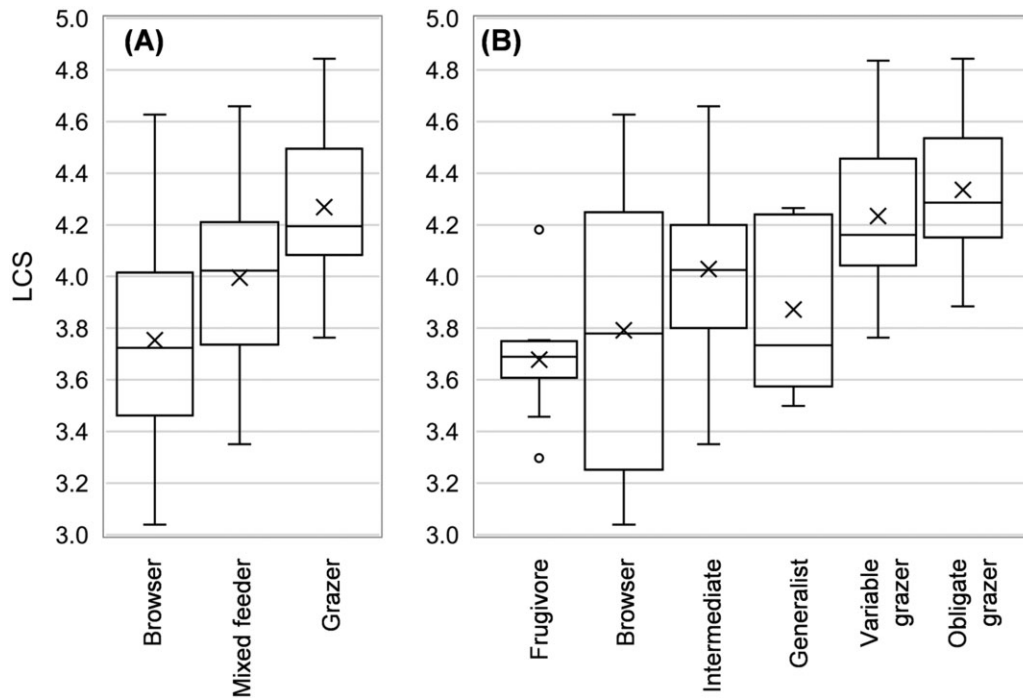 (A)
(B)
LCS
5.0
4.8
4.6
4.4
4.2
4.0
3.8
3.6
3.4
3.2
3.0
Browser
Mixed feeder
Grazer
5.0
4.8
4.6
4.4
4.2
4.0
3.8
3.6
3.4
3.2
3.0
Frugivore
Browser
Intermediate
Generalist
Variable
grazer
Obligate
grazer